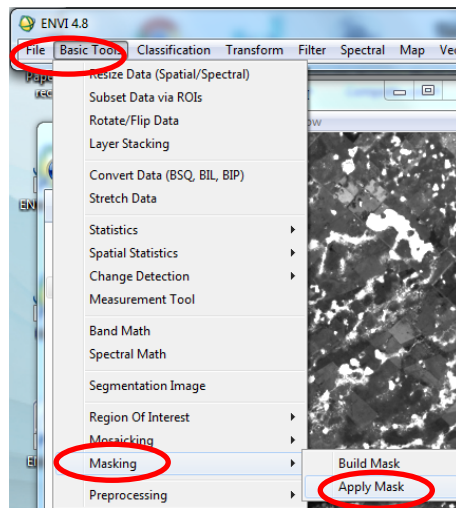 ENVI 4.8
File Basic Tools Classification Transform Filter Spectral Map Vec
Resize Data (Spatial/Spectral)
Subset Data via ROIs
Rotate/Flip Data
Layer Stacking
Convert Data (BSQ, BIL, BIP)
Stretch Data
Statistics
Spatial Statistics
Change Detection
Measurement Tool
Band Math
Spectral Math
Segmentation Image
Region Of Interest
Mosaicking
Masking
Build Mask
Apply Mask
Preprocessing